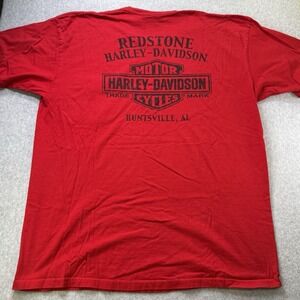 REDSTONE
HARLEY-DAVIDSON
MOTOR
HARLEY-DAVIDSON
TRADE MARK
CYCLES
HUNTSVILLE, AL